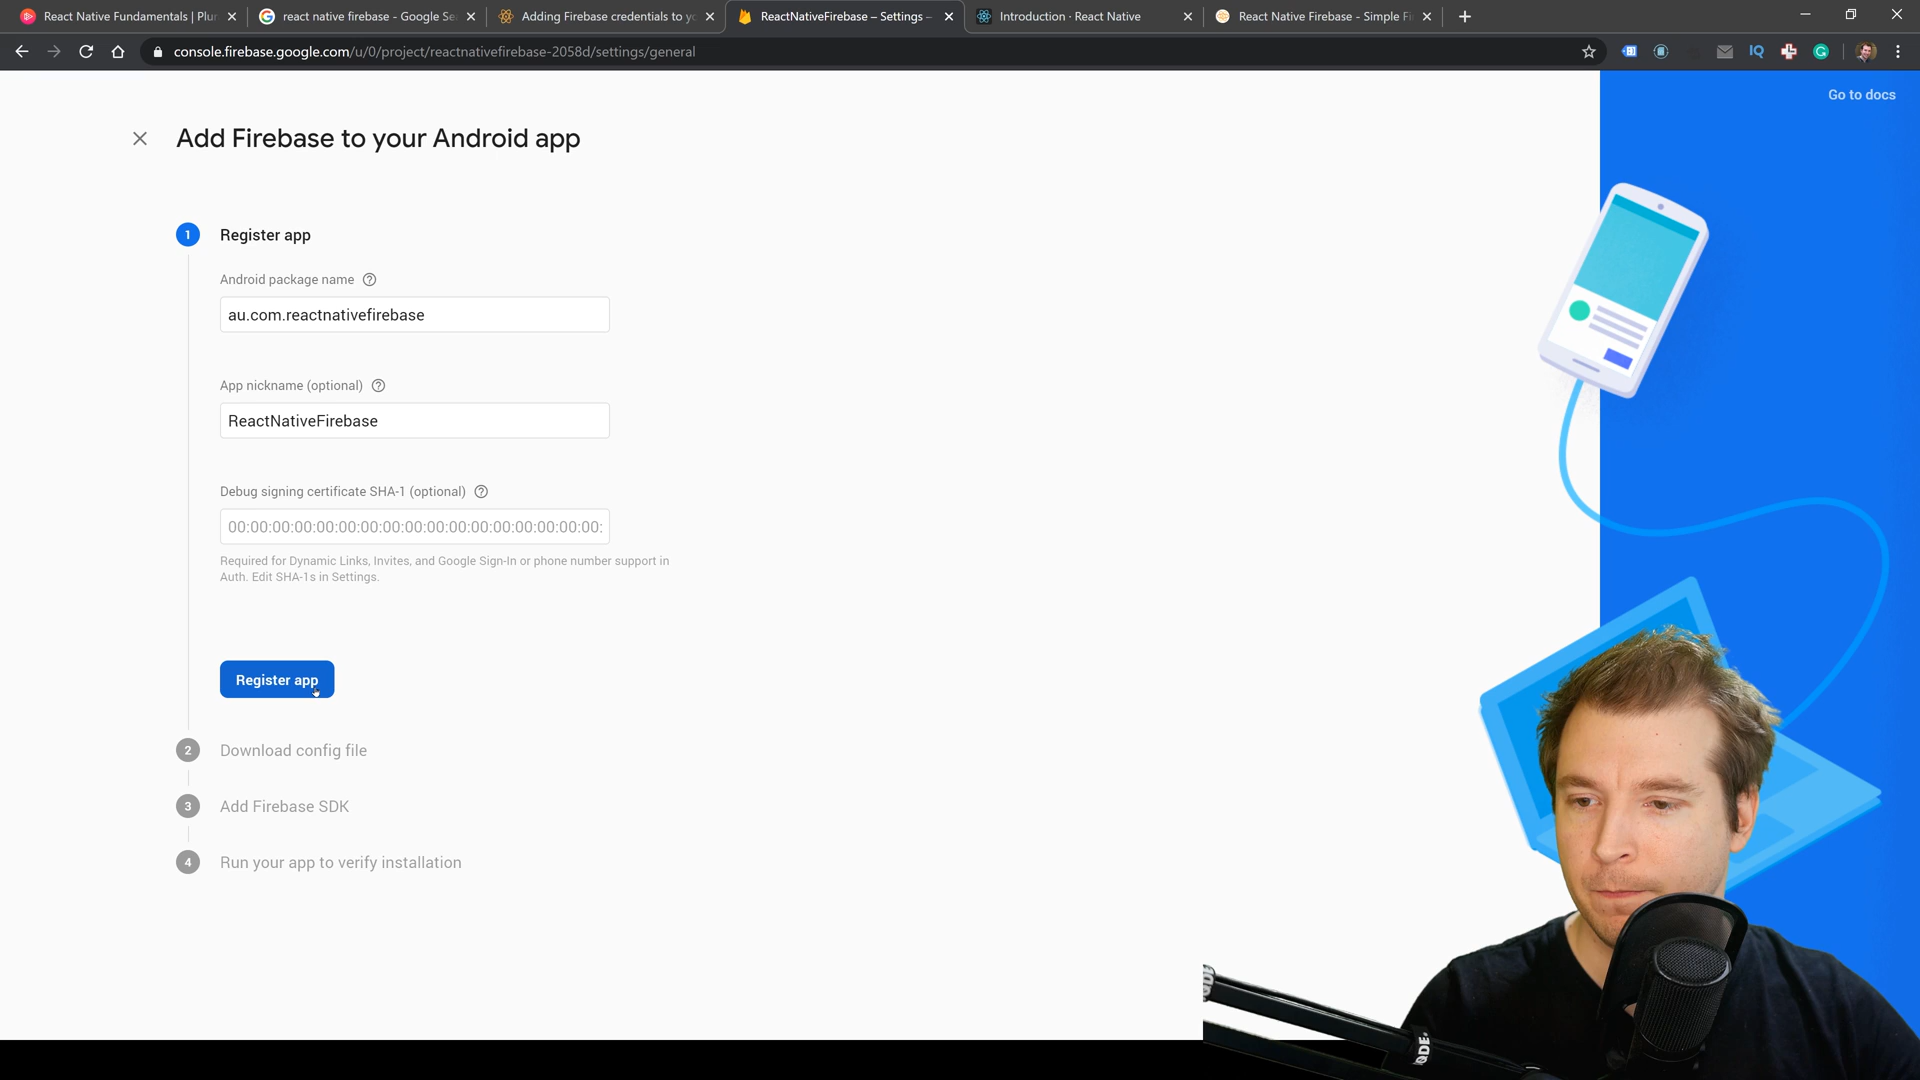 React Native Fundamentals | Plur
react native firebase - Google Se
Adding Firebase credentials to yo
ReactNativeFirebase – Settings –
Introduction · React Native
React Native Firebase - Simple Fi
console.firebase.google.com/u/0/project/reactnativefirebase-2058d/settings/general
IQ
Go to docs
Add Firebase to your Android app
1 Register app
Android package name ?
au.com.reactnativefirebase
App nickname (optional) ?
ReactNativeFirebase
Debug signing certificate SHA-1 (optional) ?
00:00:00:00:00:00:00:00:00:00:00:00:00:00:00:00:00:
Required for Dynamic Links, Invites, and Google Sign-In or phone number support in
Auth. Edit SHA-1s in Settings.
Register app
2 Download config file
3 Add Firebase SDK
4 Run your app to verify installation